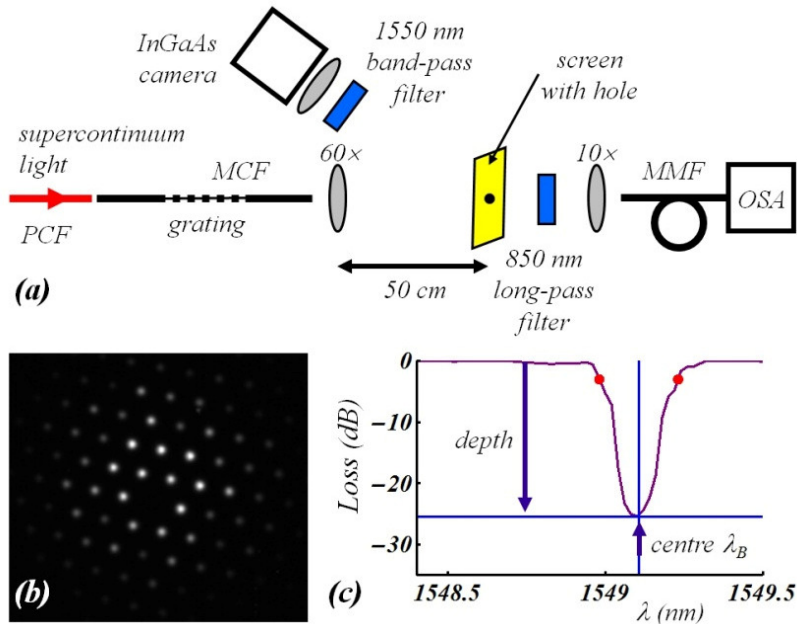 InGaAs
camera
1550 nm
band-pass
filter
screen
with hole
supercontinuum
light
MCF
60×
10×
MMF
OSA
PCF
grating
50 cm
850 nm
long-pass
filter
(a)
(b)
Loss (dB)
0
−10
−20
−30
depth
centre λB
(c)
1548.5
1549
1549.5
λ (nm)